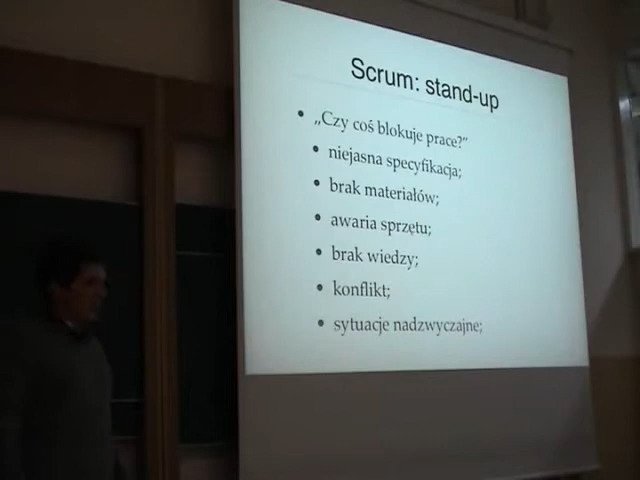 Scrum: stand-up
• „Czy coś blokuje prace?”
• niejasna specyfikacja;
• brak materiałów;
• awaria sprzętu;
• brak wiedzy;
• konflikt;
• sytuacje nadzwyczajne;